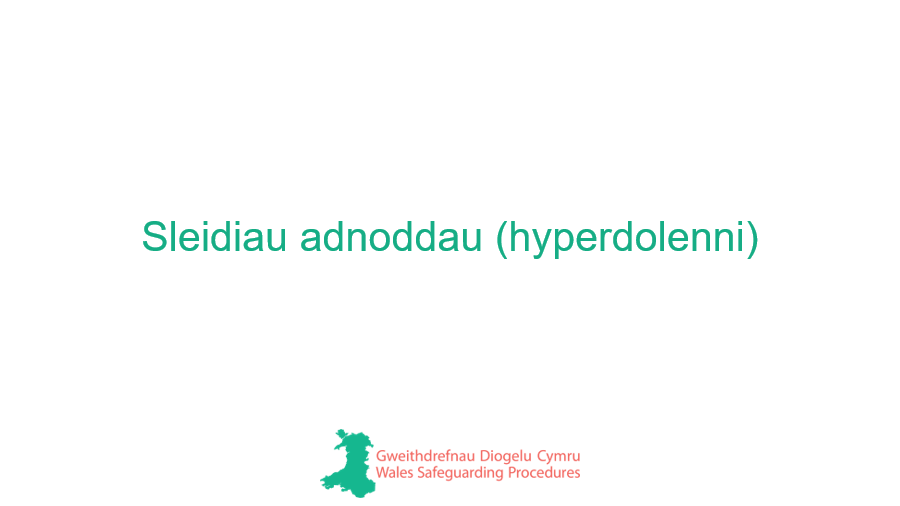 Sleidiau adnoddau (hyperdolenni)
Gweithdrefnau Diogelu Cymru
Wales Safeguarding Procedures